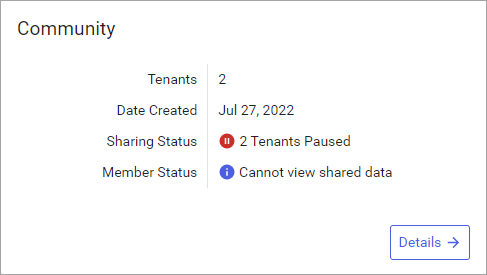 Community
Tenants 2
Date Created Jul 27, 2022
Sharing Status 2 Tenants Paused
Member Status Cannot view shared data
Details